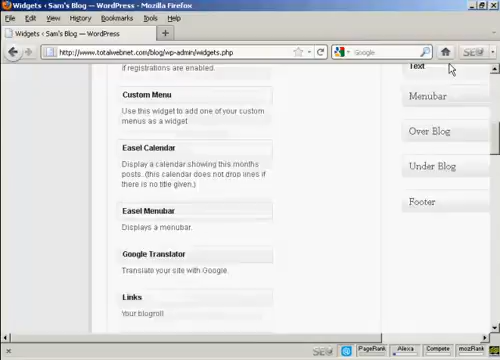 Widgets ‹ Sam's Blog — WordPress - Mozilla Firefox
File Edit View History Bookmarks Tools Help
Widgets ‹ Sam's Blog — WordPress
http://www.totalwebnet.com/blog/wp-admin/widgets.php
Google
if registrations are enabled.
Text
Custom Menu
Menubar
Use this widget to add one of your custom
menus as a widget.
Over Blog
Easel Calendar
Display a calendar showing this months
posts. (this calendar does not drop lines if
there is no title given.)
Under Blog
Footer
Easel Menubar
Displays a menubar.
Google Translator
Translate your site with Google.
Links
Your blogroll
PageRank
Alexa
Compete
mozRank